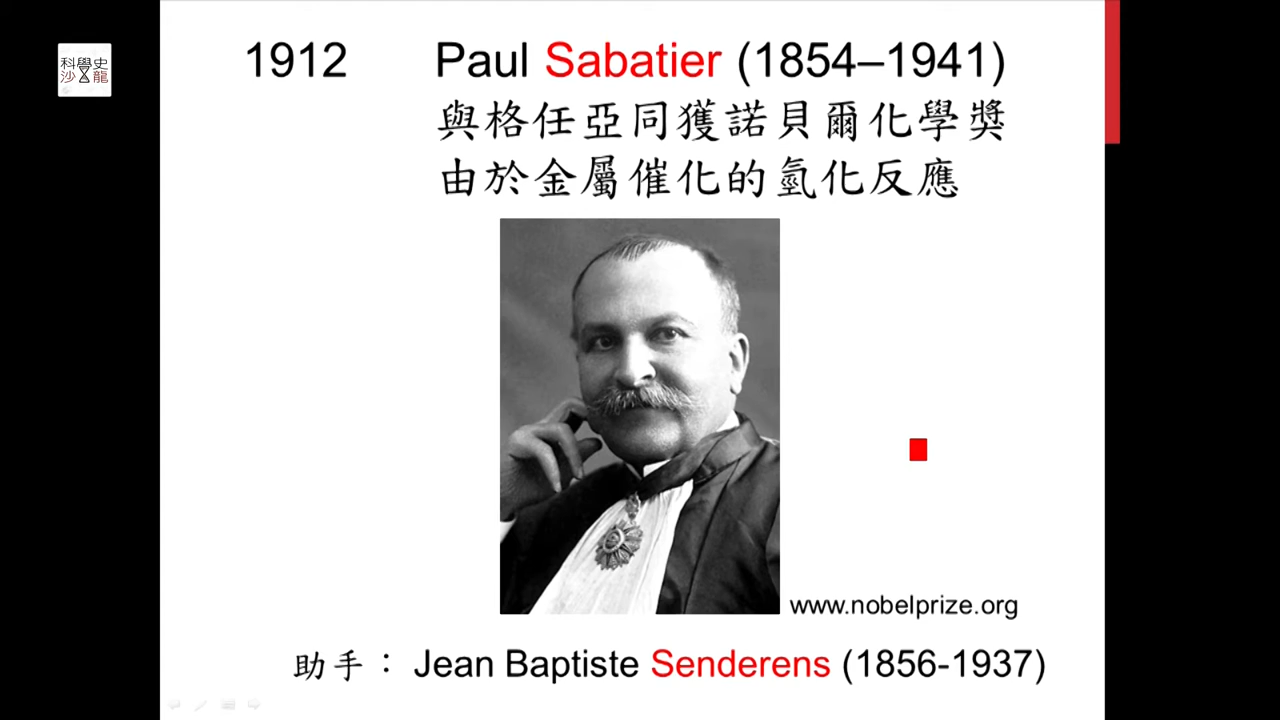 科學史
沙龍
1912 Paul Sabatier (1854–1941)
與格任亞同獲諾貝爾化學獎
由於金屬催化的氫化反應
www.nobelprize.org
助手： Jean Baptiste Senderens (1856-1937)